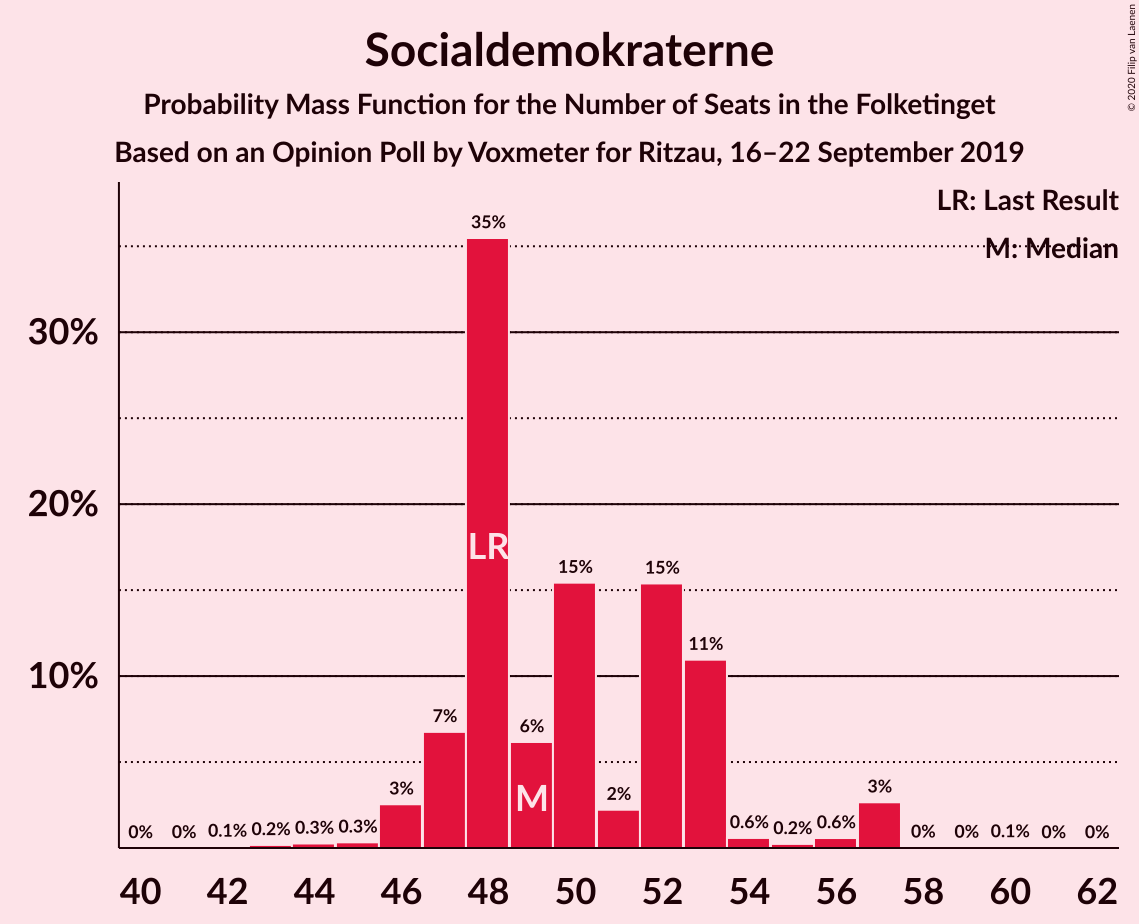 Socialdemokraterne
Probability Mass Function for the Number of Seats in the Folketinget
Based on an Opinion Poll by Voxmeter for Ritzau, 16–22 September 2019
© 2020 Filip van Laenen
LR: Last Result
M: Median
30%
20%
10%
0% 0% 0.1% 0.2% 0.3% 0.3% 3% 7% 35% 6% 15% 2% 15% 11% 0.6% 0.2% 0.6% 3% 0% 0% 0.1% 0% 0%
LR
M
40 42 44 46 48 50 52 54 56 58 60 62